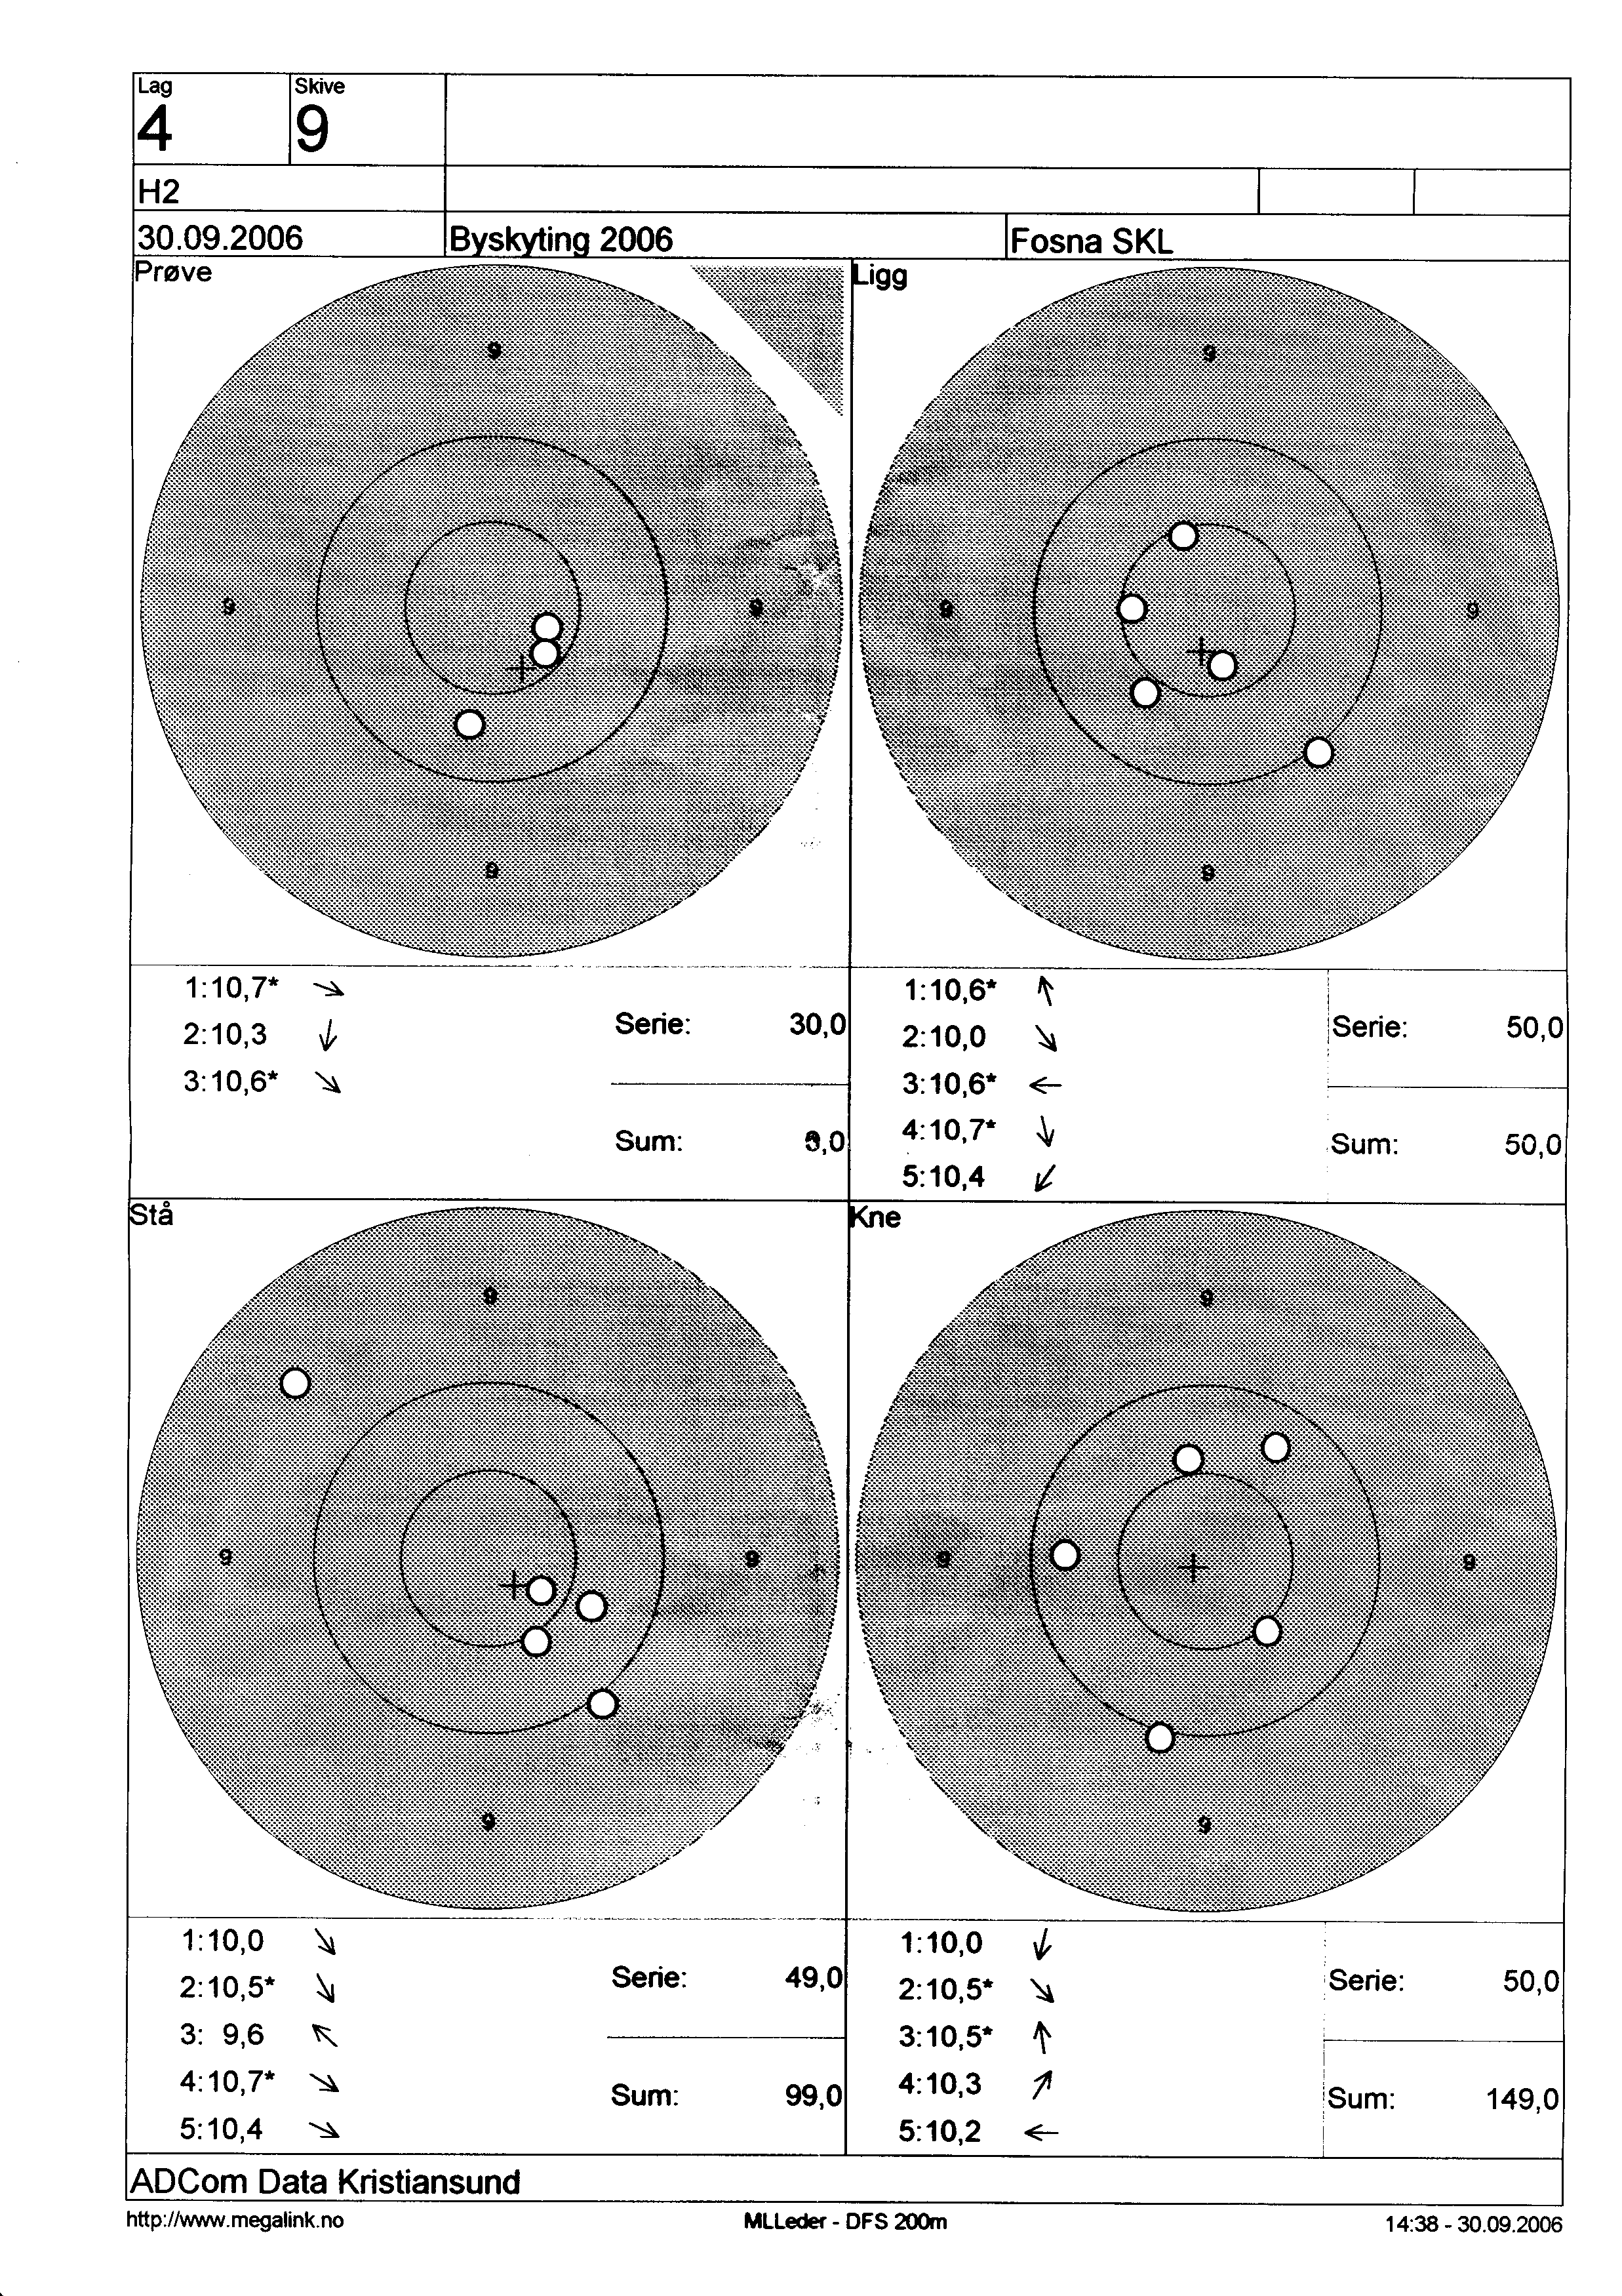 Lag Skive
4 9
H2
30.09.2006 Byskyting 2006 Fosna SKL
Prøve
9
9 9
9
1:10,7*
2:10,3
3:10,6*
Serie: 30,0
Sum:
Ligg
9
9 9
9
1:10,6*
2:10,0
3:10,6*
4:10,7*
5:10,4
Serie: 50,0
Sum: 50,0
Stå
9
9 9
9
1:10,0
2:10,5*
3: 9,6
4:10,7*
5:10,4
Serie: 49,0
Sum: 99,0
Kne
9
9 9
9
1:10,0
2:10,5*
3:10,5*
4:10,3
5:10,2
Serie: 50,0
Sum: 149,0
ADCom Data Kristiansund
http://www.megalink.no MLLeder - DFS 200m 14:38 - 30.09.2006